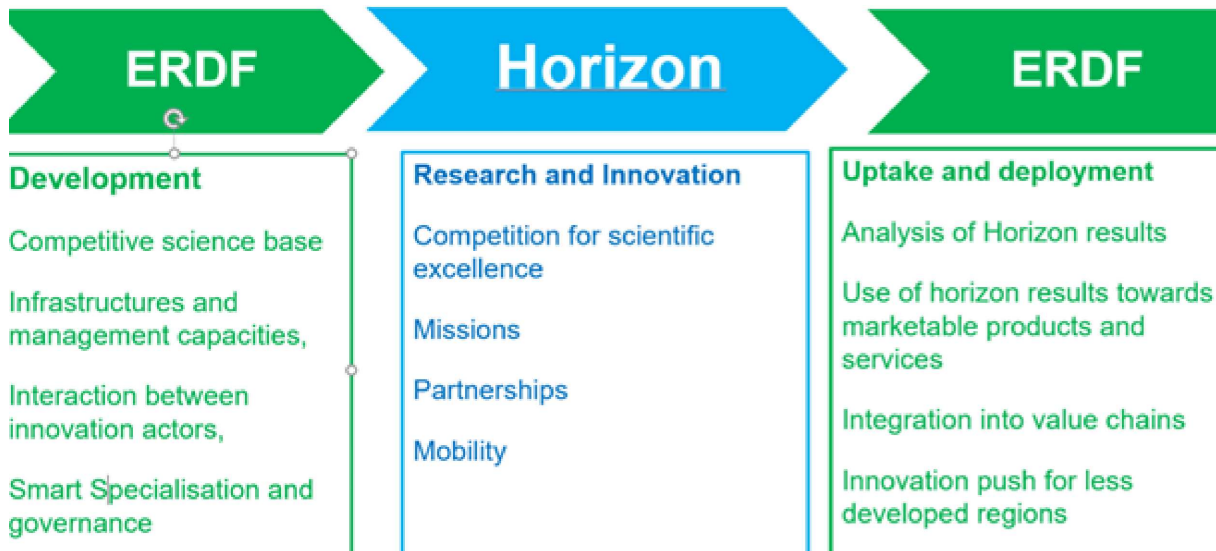 ERDF
Horizon
ERDF
Development
Competitive science base
Infrastructures and
management capacities,
Interaction between
innovation actors,
Smart Specialisation and
governance
Research and Innovation
Competition for scientific
excellence
Missions
Partnerships
Mobility
Uptake and deployment
Analysis of Horizon results
Use of horizon results towards
marketable products and
services
Integration into value chains
Innovation push for less
developed regions